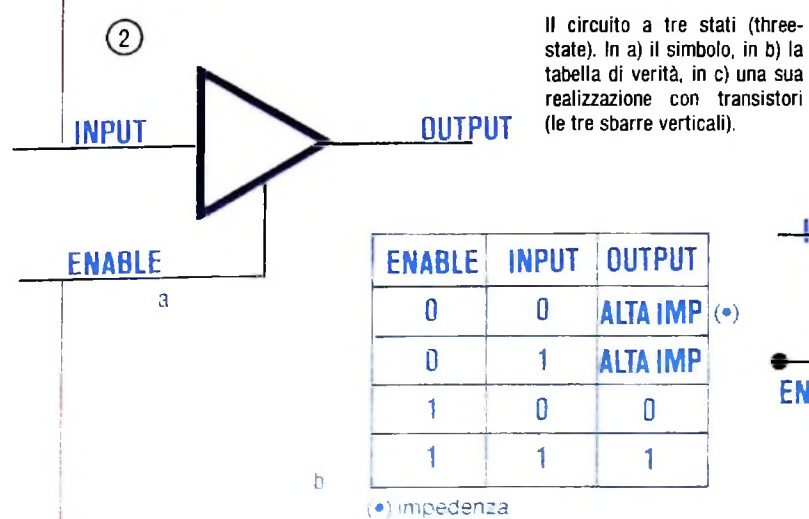 2
Il circuito a tre stati (three-
state). In a) il simbolo, in b) la
tabella di verità, in c) una sua
realizzazione con transistori
(le tre sbarre verticali).
INPUT
OUTPUT
ENABLE
a
ENABLE INPUT OUTPUT
0 0 ALTA IMP (•)
0 1 ALTA IMP
1 0 0
1 1 1
b
(•) impedenza
EN